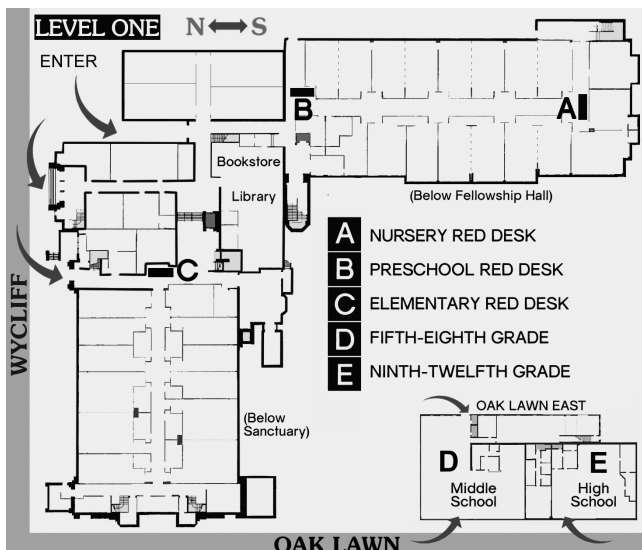 LEVEL ONE
N S
ENTER
B
A
Bookstore
Library
(Below Fellowship Hall)
C
A NURSERY RED DESK
B PRESCHOOL RED DESK
C ELEMENTARY RED DESK
D FIFTH-EIGHTH GRADE
E NINTH-TWELFTH GRADE
WYCLIFF
(Below
Sanctuary)
OAK LAWN EAST
D
Middle
School
E
High
School
OAK LAWN